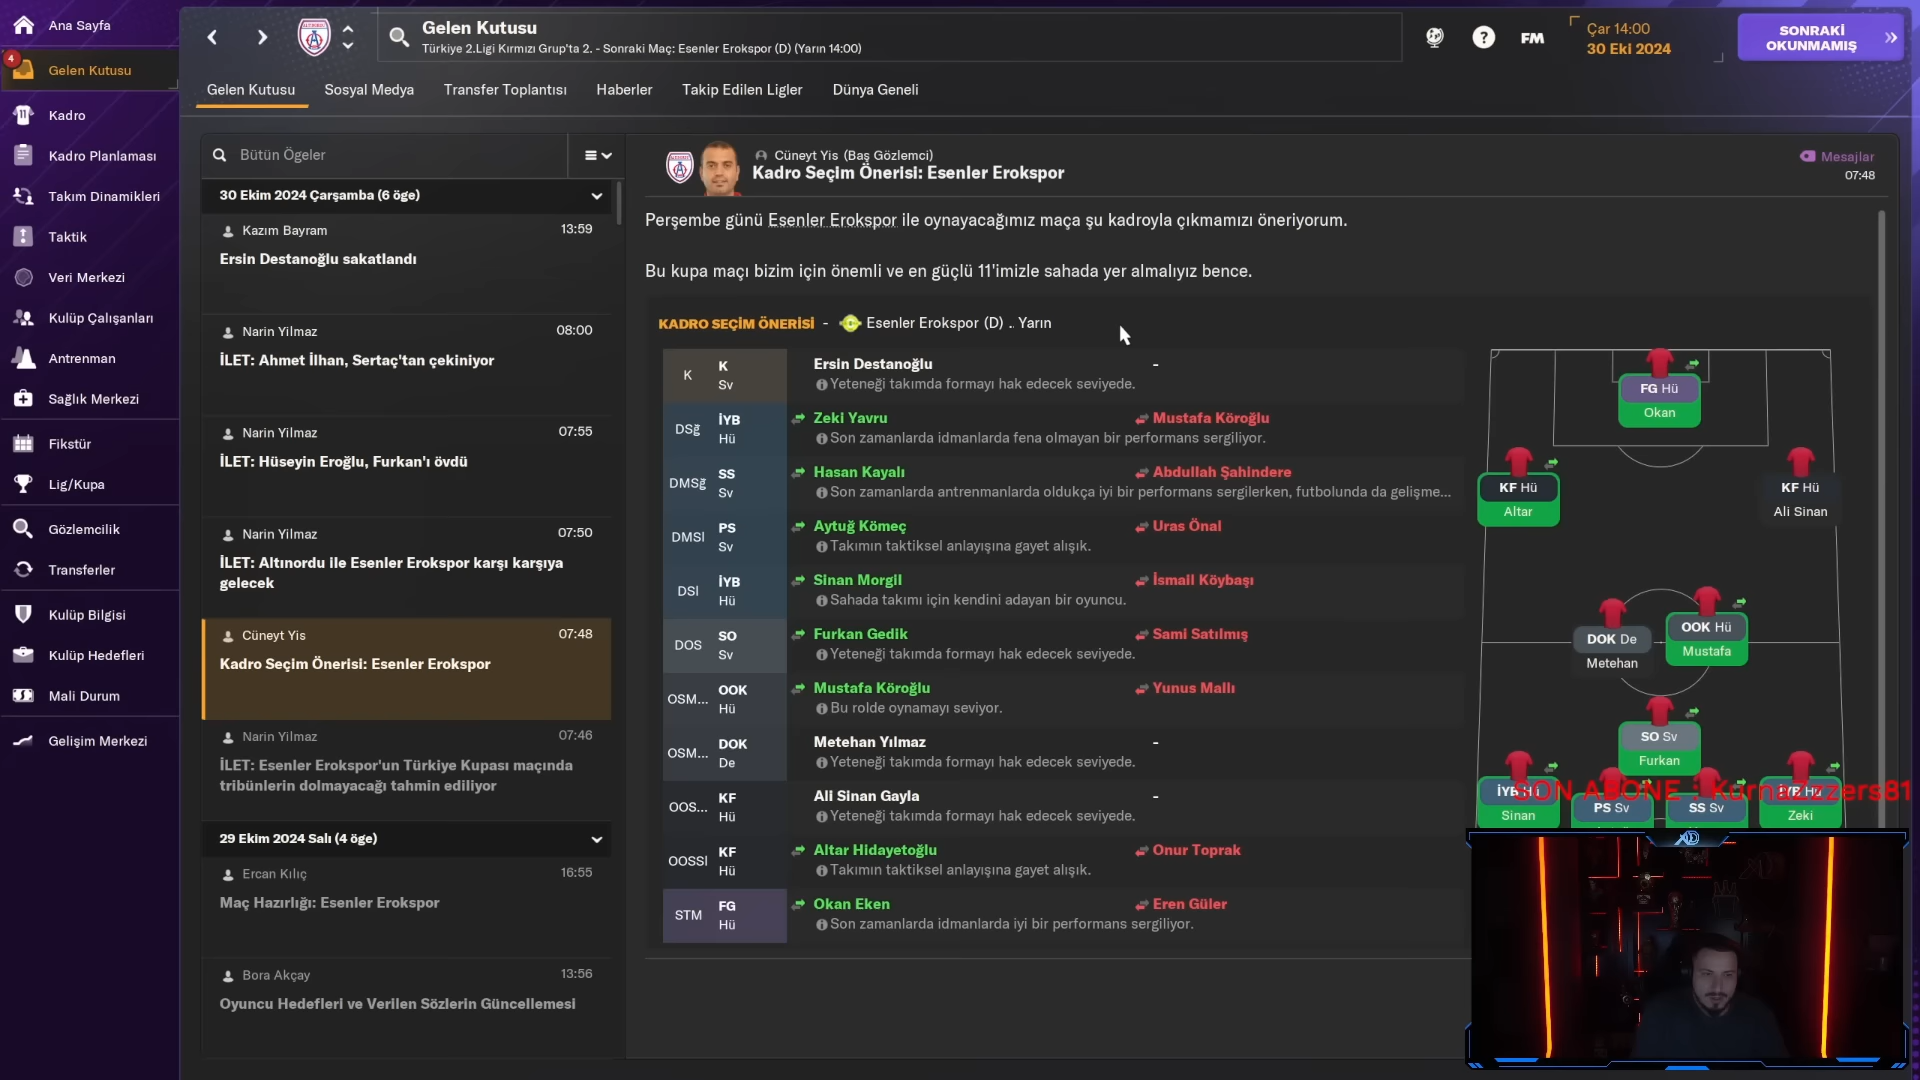 Ana Sayfa
4
Gelen Kutusu
Kadro
Kadro Planlaması
Takım Dinamikleri
Taktik
Veri Merkezi
Kulüp Çalışanları
Antrenman
Sağlık Merkezi
Fikstür
Lig/Kupa
Gözlemcilik
Transferler
Kulüp Bilgisi
Kulüp Hedefleri
Mali Durum
Gelişim Merkezi
Gelen Kutusu
Türkiye 2.Ligi Kırmızı Grup'ta 2. - Sonraki Maç: Esenler Erokspor (D) (Yarın 14:00)
FM
Çar 14:00
30 Eki 2024
SONRAKİ
OKUNMAMIŞ
Gelen Kutusu Sosyal Medya Transfer Toplantısı Haberler Takip Edilen Ligler Dünya Geneli
Bütün Ögeler
30 Ekim 2024 Çarşamba (6 öge)
Kazım Bayram 13:59
Ersin Destanoğlu sakatlandı
Narin Yilmaz 08:00
İLET: Ahmet İlhan, Sertaç'tan çekiniyor
Narin Yilmaz 07:55
İLET: Hüseyin Eroğlu, Furkan'ı övdü
Narin Yilmaz 07:50
İLET: Altınordu ile Esenler Erokspor karşı karşıya
gelecek
Cüneyt Yis 07:48
Kadro Seçim Önerisi: Esenler Erokspor
Narin Yilmaz 07:46
İLET: Esenler Erokspor'un Türkiye Kupası maçında
tribünlerin dolmayacağı tahmin ediliyor
29 Ekim 2024 Salı (4 öge)
Ercan Kılıç 16:55
Maç Hazırlığı: Esenler Erokspor
Bora Akçay 13:56
Oyuncu Hedefleri ve Verilen Sözlerin Güncellemesi
Cüneyt Yis (Baş Gözlemci)
Kadro Seçim Önerisi: Esenler Erokspor
Mesajlar
07:48
Perşembe günü Esenler Erokspor ile oynayacağımız maça şu kadroyla çıkmamızı öneriyorum.
Bu kupa maçı bizim için önemli ve en güçlü 11'imizle sahada yer almalıyız bence.
KADRO SEÇİM ÖNERİSİ - Esenler Erokspor (D) .. Yarın
K K Sv Ersin Destanoğlu -
Yeteneği takımda formayı hak edecek seviyede.
DSğ İYB Hü Zeki Yavru Mustafa Köroğlu
Son zamanlarda idmanlarda fena olmayan bir performans sergiliyor.
DMSğ SS Sv Hasan Kayalı Abdullah Şahindere
Son zamanlarda antrenmanlarda oldukça iyi bir performans sergilerken, futbolunda da gelişme...
DMSl PS Sv Aytuğ Kömeç Uras Önal
Takımın taktiksel anlayışına gayet alışık.
DSl İYB Hü Sinan Morgil İsmail Köybaşı
Sahada takımı için kendini adayan bir oyuncu.
DOS SO Sv Furkan Gedik Sami Satılmış
Yeteneği takımda formayı hak edecek seviyede.
OSM... OOK Hü Mustafa Köroğlu Yunus Mallı
Bu rolde oynamayı seviyor.
OSM... DOK De Metehan Yılmaz -
Yeteneği takımda formayı hak edecek seviyede.
OOS... KF Hü Ali Sinan Gayla -
Yeteneği takımda formayı hak edecek seviyede.
OOSSl KF Hü Altar Hidayetoğlu Onur Toprak
Takımın taktiksel anlayışına gayet alışık.
STM FG Hü Okan Eken Eren Güler
Son zamanlarda idmanlarda iyi bir performans sergiliyor.
FG Hü
Okan
KF Hü
Altar
KF Hü
Ali Sinan
DOK De
Metehan
OOK Hü
Mustafa
SO Sv
Furkan
SON ABONE : Kurnazzzers81
İYB Hü
Sinan
PS Sv
SS Sv
İYB Hü
Zeki